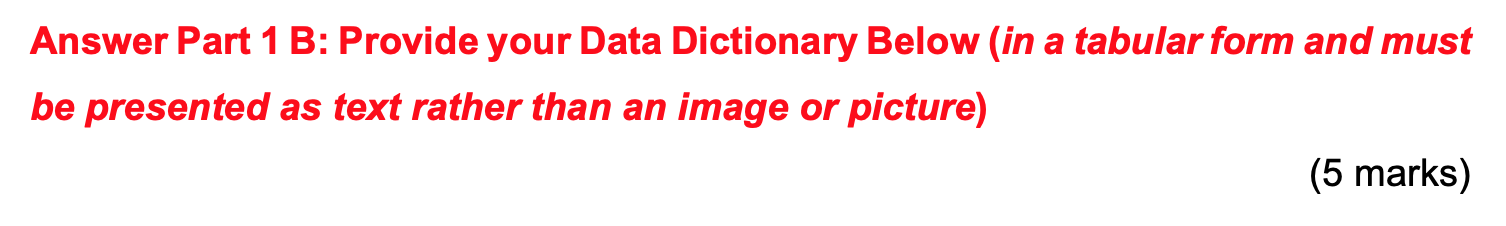 Answer Part 1 B: Provide your Data Dictionary Below (in a tabular form and must
be presented as text rather than an image or picture)
(5 marks)